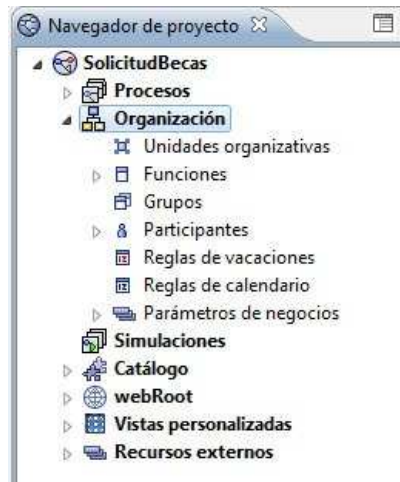 Navegador de proyecto
SolicitudBecas
Procesos
Organización
Unidades organizativas
Funciones
Grupos
Participantes
Reglas de vacaciones
Reglas de calendario
Parámetros de negocios
Simulaciones
Catálogo
webRoot
Vistas personalizadas
Recursos externos